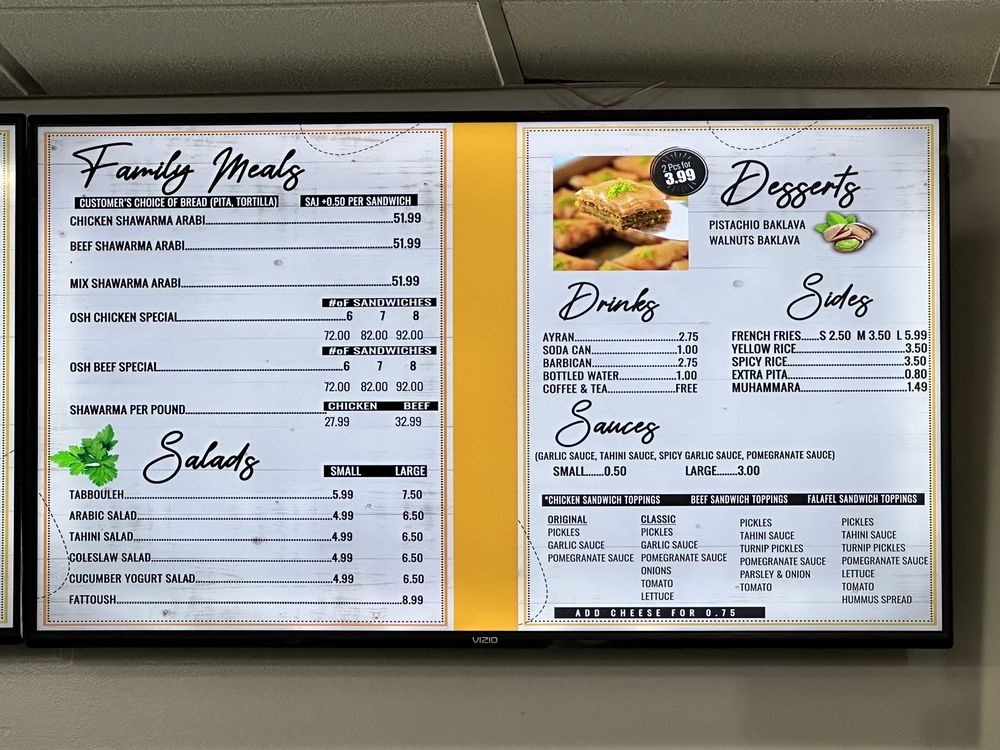 Family Meals
CUSTOMER'S CHOICE OF BREAD (PITA, TORTILLA) SAJ +0.50 PER SANDWICH
CHICKEN SHAWARMA ARABI 51.99
BEEF SHAWARMA ARABI 51.99
MIX SHAWARMA ARABI 51.99
#oF SANDWICHES
OSH CHICKEN SPECIAL 6 7 8
72.00 82.00 92.00
#oF SANDWICHES
OSH BEEF SPECIAL 6 7 8
72.00 82.00 92.00
SHAWARMA PER POUND CHICKEN BEEF
27.99 32.99
Salads
SMALL LARGE
TABBOULEH 5.99 7.50
ARABIC SALAD 4.99 6.50
TAHINI SALAD 4.99 6.50
COLESLAW SALAD 4.99 6.50
CUCUMBER YOGURT SALAD 4.99 6.50
FATTOUSH 8.99
2 Pcs for
3.99
Desserts
PISTACHIO BAKLAVA
WALNUTS BAKLAVA
Drinks
AYRAN 2.75
SODA CAN 1.00
BARBICAN 2.75
BOTTLED WATER 1.00
COFFEE & TEA FREE
Sides
FRENCH FRIES S 2.50 M 3.50 L 5.99
YELLOW RICE 3.50
SPICY RICE 3.50
EXTRA PITA 0.80
MUHAMMARA 1.49
Sauces
(GARLIC SAUCE, TAHINI SAUCE, SPICY GARLIC SAUCE, POMEGRANATE SAUCE)
SMALL 0.50 LARGE 3.00
*CHICKEN SANDWICH TOPPINGS BEEF SANDWICH TOPPINGS FALAFEL SANDWICH TOPPINGS
ORIGINAL
PICKLES
GARLIC SAUCE
POMEGRANATE SAUCE
CLASSIC
PICKLES
GARLIC SAUCE
POMEGRANATE SAUCE
ONIONS
TOMATO
LETTUCE
PICKLES
TAHINI SAUCE
TURNIP PICKLES
POMEGRANATE SAUCE
PARSLEY & ONION
TOMATO
PICKLES
TAHINI SAUCE
TURNIP PICKLES
POMEGRANATE SAUCE
LETTUCE
TOMATO
HUMMUS SPREAD
ADD CHEESE FOR 0.75
VIZIO